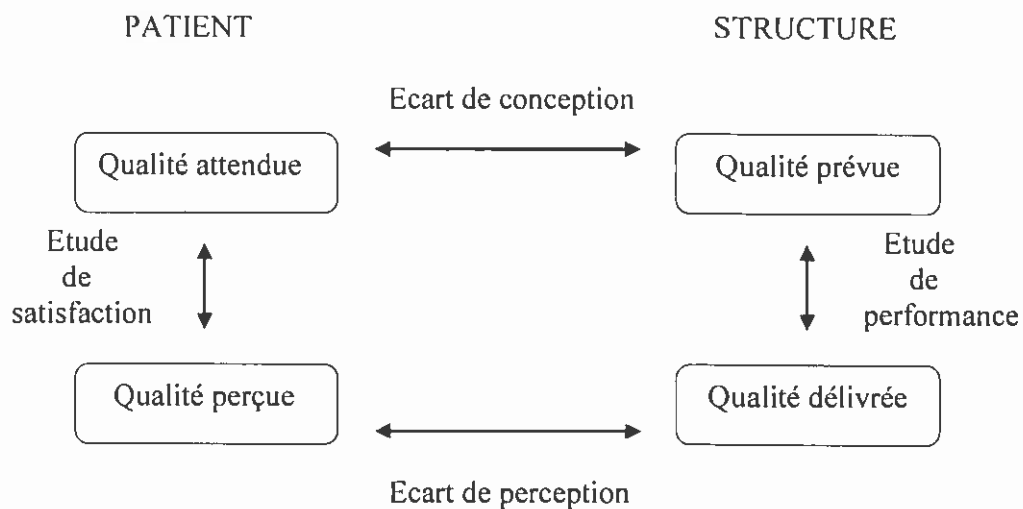 PATIENT
STRUCTURE
Ecart de conception
Qualité attendue
Qualité prévue
Etude
de
satisfaction
Etude
de
performance
Qualité perçue
Qualité délivrée
Ecart de perception